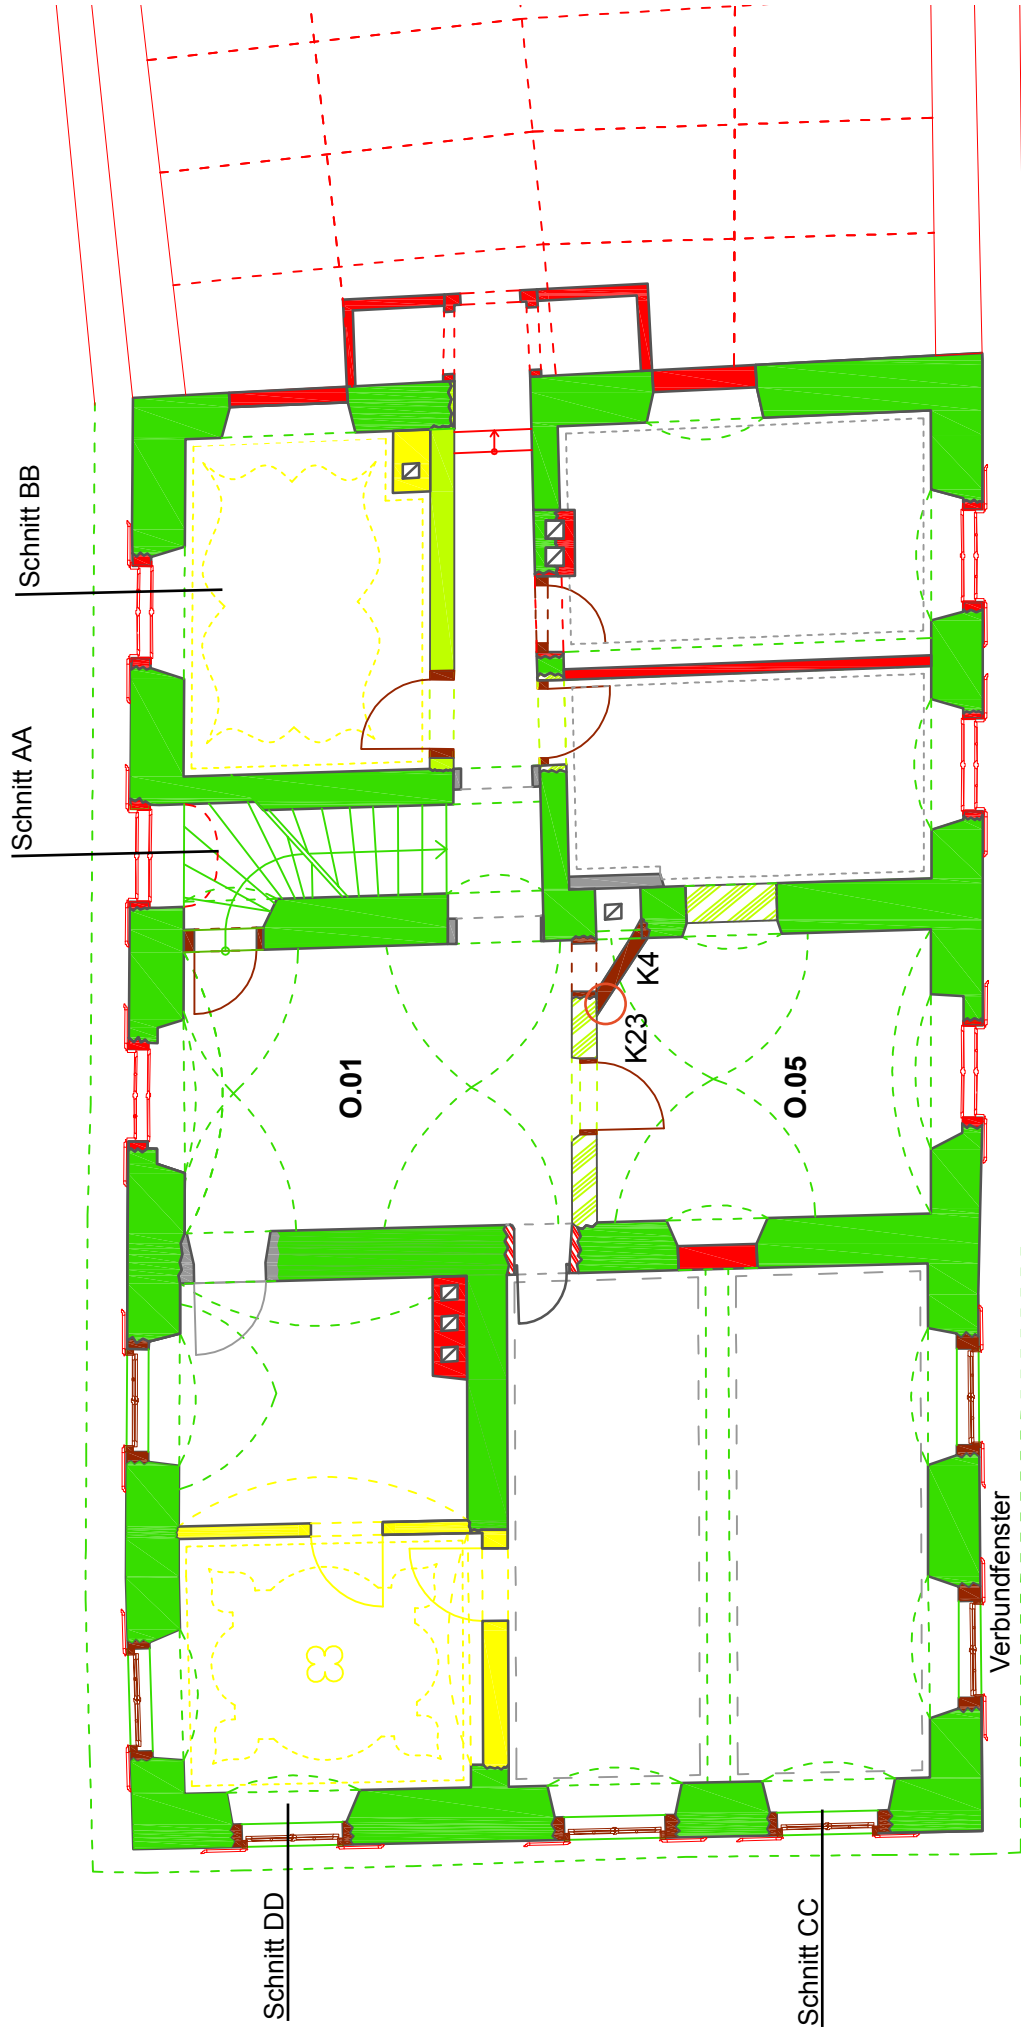 Schnitt BB
Schnitt AA
K4
K23
O.01
O.05
Verbundfenster
Schnitt DD
Schnitt CC